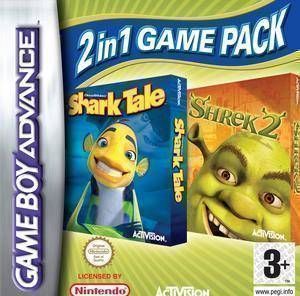 GAME BOY ADVANCE
2 in 1 GAME PACK
DREAMWORKS
Shark Tale
Shark Tale
SHREK 2
ACTIVISION
ACTIVISION
LICENSED BY
Nintendo
3+
www.pegi.info